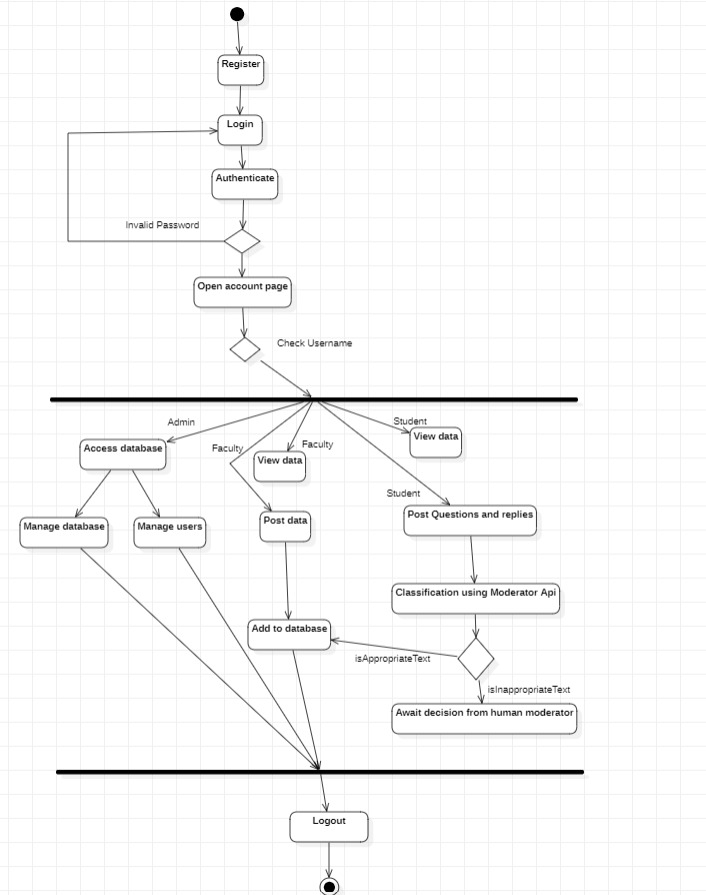 Register
Login
Authenticate
Invalid Password
Open account page
Check Username
Admin
Student
Access database
Faculty
Faculty
View data
View data
Student
Manage database
Manage users
Post data
Post Questions and replies
Classification using Moderator Api
Add to database
isAppropriateText
isInappropriateText
Await decision from human moderator
Logout